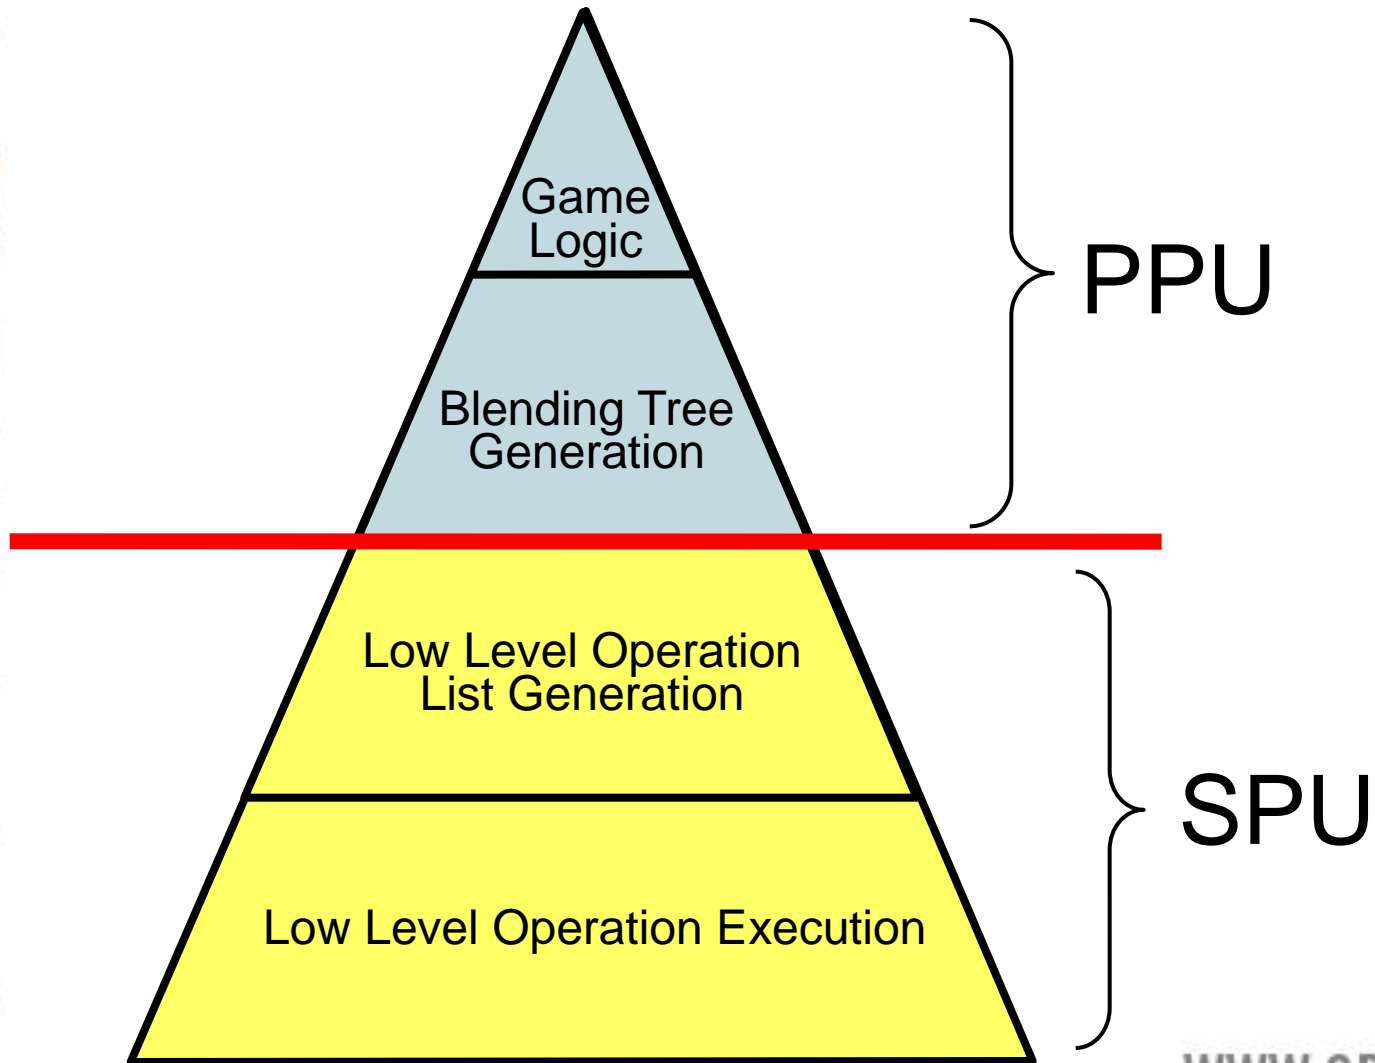 Game
Logic
PPU
Blending Tree
Generation
Low Level Operation
List Generation
SPU
Low Level Operation Execution